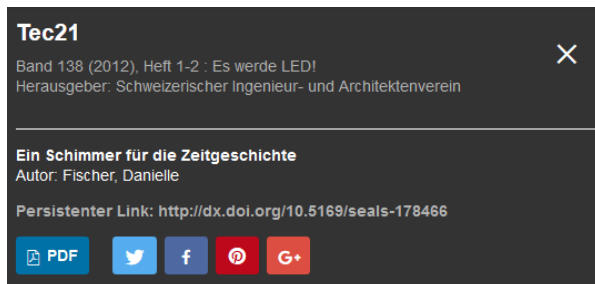 Tec21
Band 138 (2012), Heft 1-2 : Es werde LED!
Herausgeber: Schweizerischer Ingenieur- und Architektenverein
Ein Schimmer für die Zeitgeschichte
Autor: Fischer, Danielle
Persistenter Link: http://dx.doi.org/10.5169/seals-178466
PDF f G+